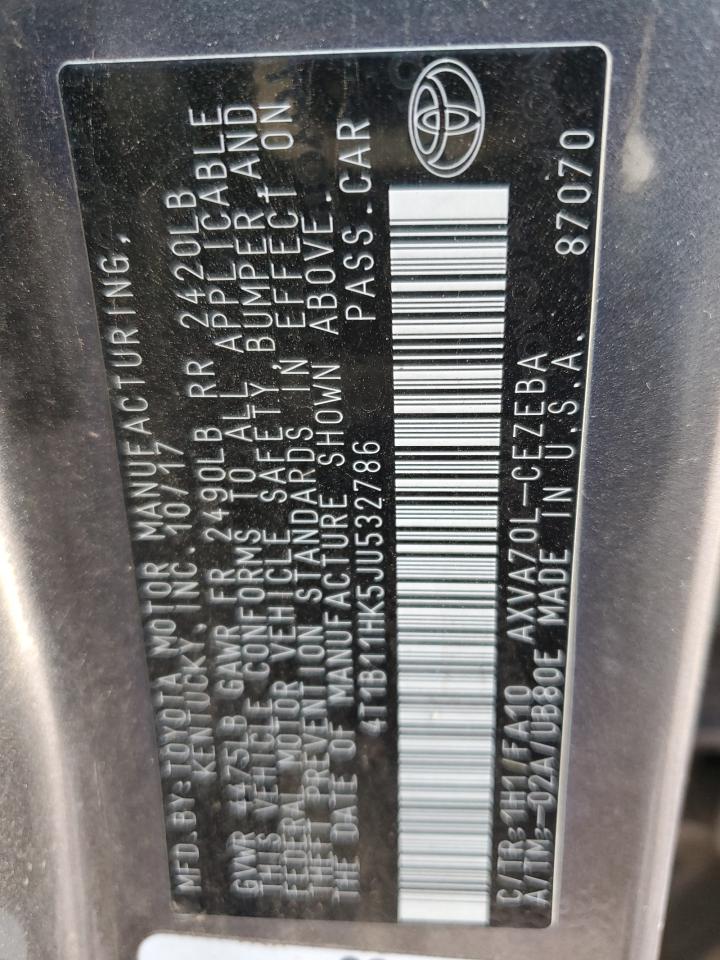 MFD.BY:TOYOTA MOTOR MANUFACTURING,
KENTUCKY, INC. 10/17
GVWR 4475LB GAWR FR 2490LB RR 2420LB
THIS VEHICLE CONFORMS TO ALL APPLICABLE
FEDERAL MOTOR VEHICLE SAFETY, BUMPER, AND
THEFT PREVENTION STANDARDS IN EFFECT ON
THE DATE OF MANUFACTURE SHOWN ABOVE.
4T1B11HK5JU532786 PASS.CAR
C/TR:1H1/FA10 AXVA70L-CEZEBA
A/TM:-02A/UB80E MADE IN U.S.A. 87070